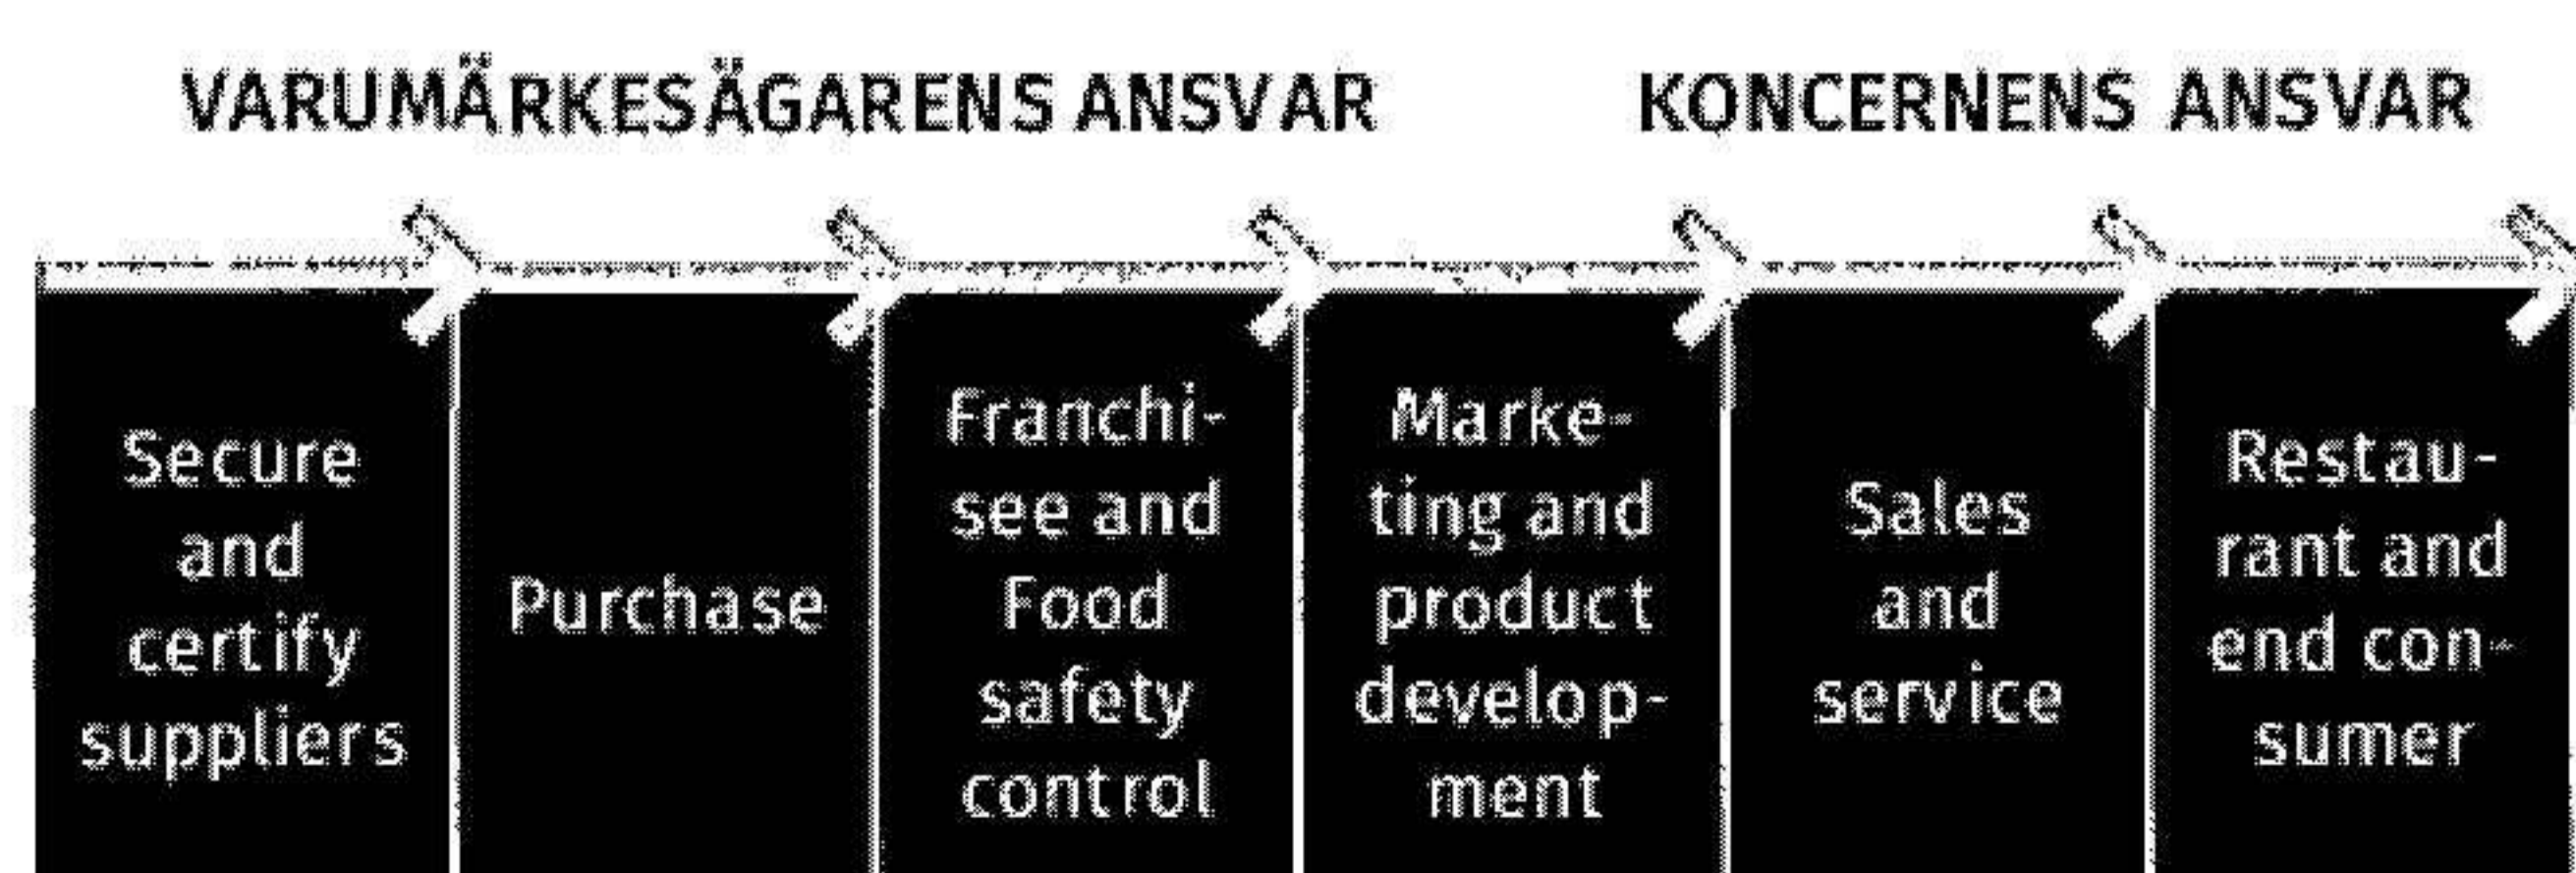 VARUMÄRKESÄGARENS ANSVAR
KONCERNENS ANSVAR
Secure
and
certify
suppliers
Purchase
Franchi-
see and
Food
safety
control
Marke-
ting and
product
develop-
ment
Sales
and
service
Restau-
rant and
end con-
sumer